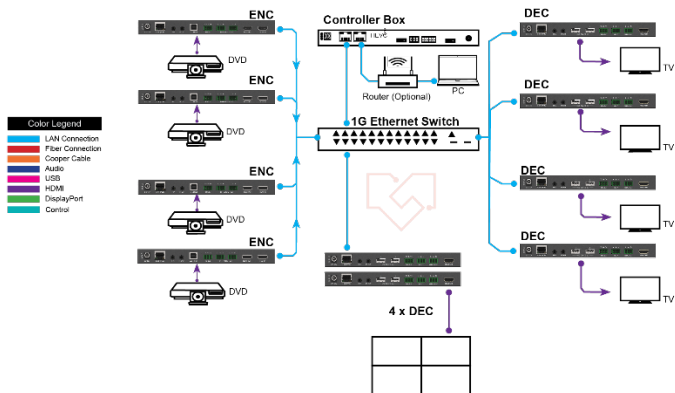 ENC
DVD
ENC
DVD
ENC
DVD
ENC
DVD
Color Legend
LAN Connection
Fiber Connection
Cooper Cable
Audio
USB
HDMI
DisplayPort
Control
Controller Box
Router (Optional)
PC
1G Ethernet Switch
4 x DEC
DEC
TV
DEC
TV
DEC
TV
DEC
TV